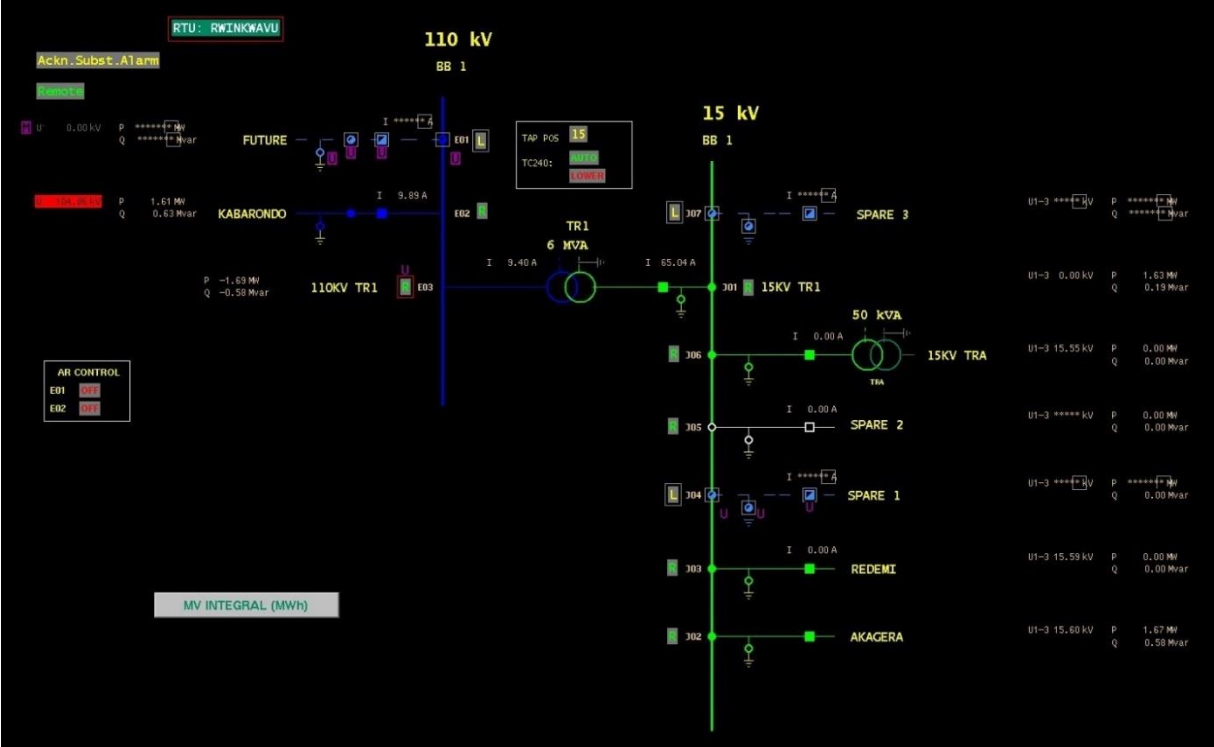 RTU: RWINKWAVU
110 kV
BB 1
Ackn.Subst.Alarm
Remote
U 0.00 kV P ****** MW I ****** A
Q ****** Mvar FUTURE E01 L
U U U U
TAP POS 15
TC240: AUTO
LOWER
15 kV
BB 1
U 104.86 kV P 1.61 MW I 9.89 A
Q 0.63 Mvar KABARONDO E02 R
I ****** A U1-3 ***** kV P ****** MW
L J07 SPARE 3 Q ****** Mvar
TR1
6 MVA
U I 9.40 A I 65.04 A
P -1.69 MW
Q -0.58 Mvar 110KV TR1 R E03
J01 R 15KV TR1 U1-3 0.00 kV P 1.63 MW
Q 0.19 Mvar
50 kVA
I 0.00 A U1-3 15.55 kV P 0.00 MW
R J06 15KV TRA Q 0.00 Mvar
TRA
AR CONTROL
E01 OFF
E02 OFF
I 0.00 A U1-3 ***** kV P 0.00 MW
R J05 SPARE 2 Q 0.00 Mvar
I ****** A U1-3 ***** kV P ****** MW
L J04 SPARE 1 Q 0.00 Mvar
U U U
I 0.00 A U1-3 15.59 kV P 0.00 MW
R J03 REDEMI Q 0.00 Mvar
MV INTEGRAL (MWh)
R J02 AKAGERA U1-3 15.60 kV P 1.67 MW
Q 0.58 Mvar